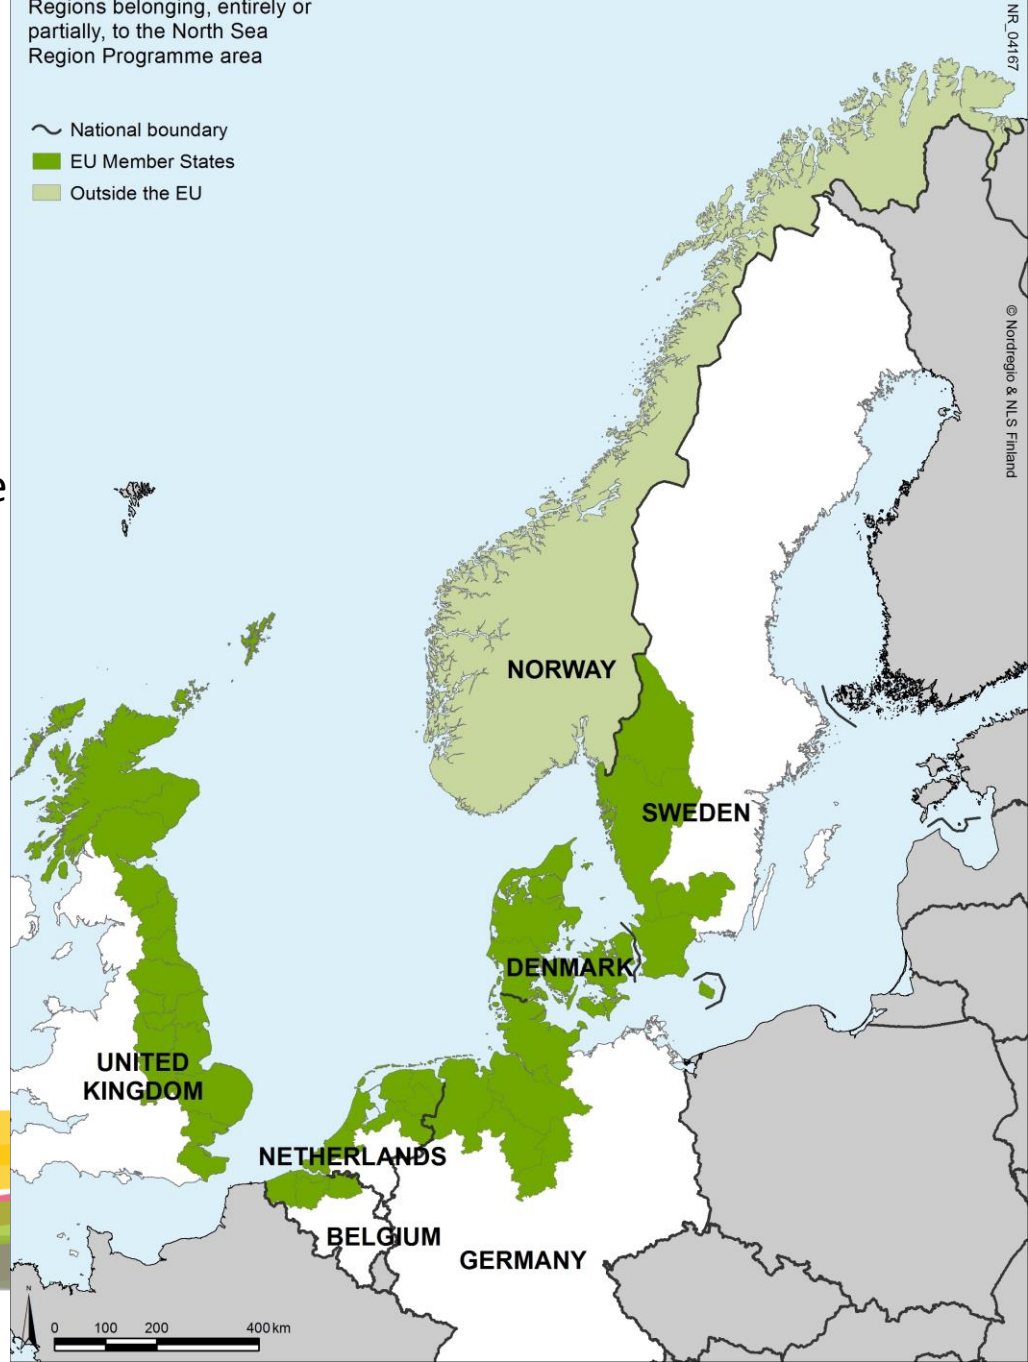 Regions belonging, entirely or
partially, to the North Sea
Region Programme area
National boundary
EU Member States
Outside the EU
NR_04167
© Nordregio & NLS Finland
e
NORWAY
SWEDEN
DENMARK
UNITED
KINGDOM
NETHERLANDS
BELGIUM
GERMANY
N
0 100 200 400 km